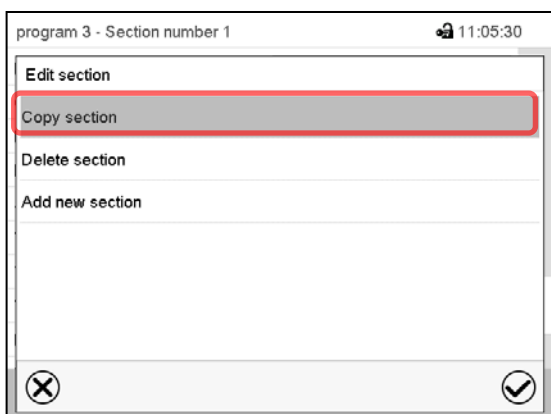 program 3 - Section number 1 11:05:30
Edit section
Copy section
Delete section
Add new section